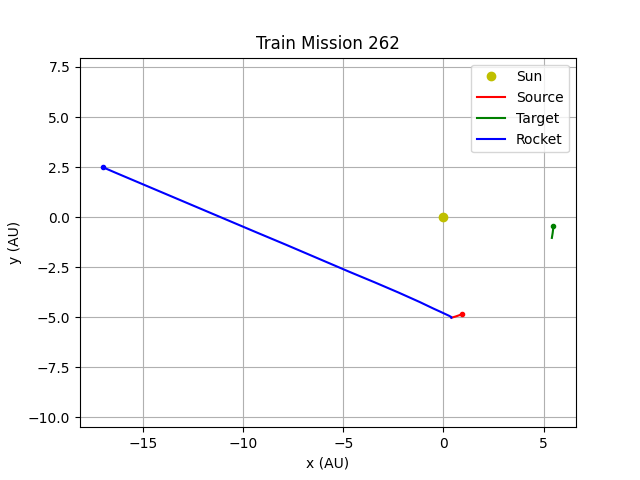 Train Mission 262
Sun
Source
Target
Rocket
7.5
5.0
2.5
0.0
−2.5
−5.0
−7.5
−10.0
y (AU)
−15
−10
−5
0
5
x (AU)